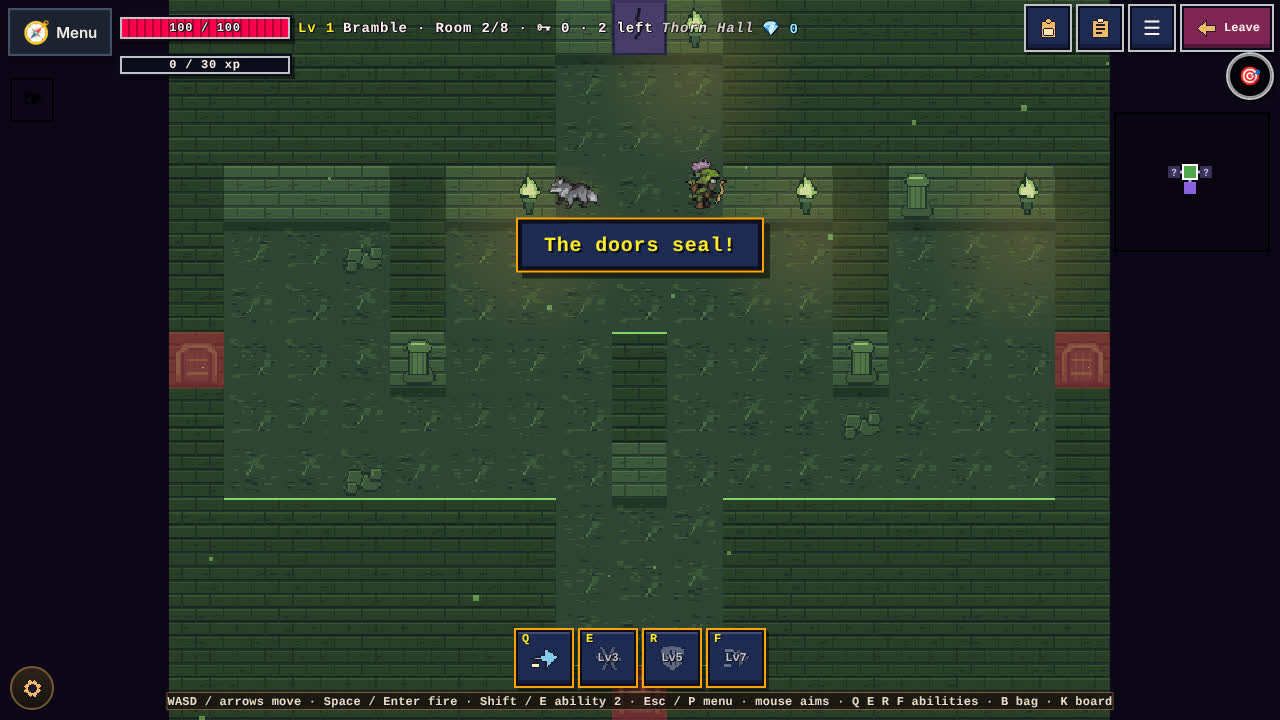 Menu
100 / 100
Lv 1 Bramble · Room 2/8 · 0 · 2 left Thorn Hall 0
0 / 30 xp
Leave
? ?
The doors seal!
Q E R F
Lv3 Lv5 Lv7
WASD / arrows move · Space / Enter fire · Shift / E ability 2 · Esc / P menu · mouse aims · Q E R F abilities · B bag · K board